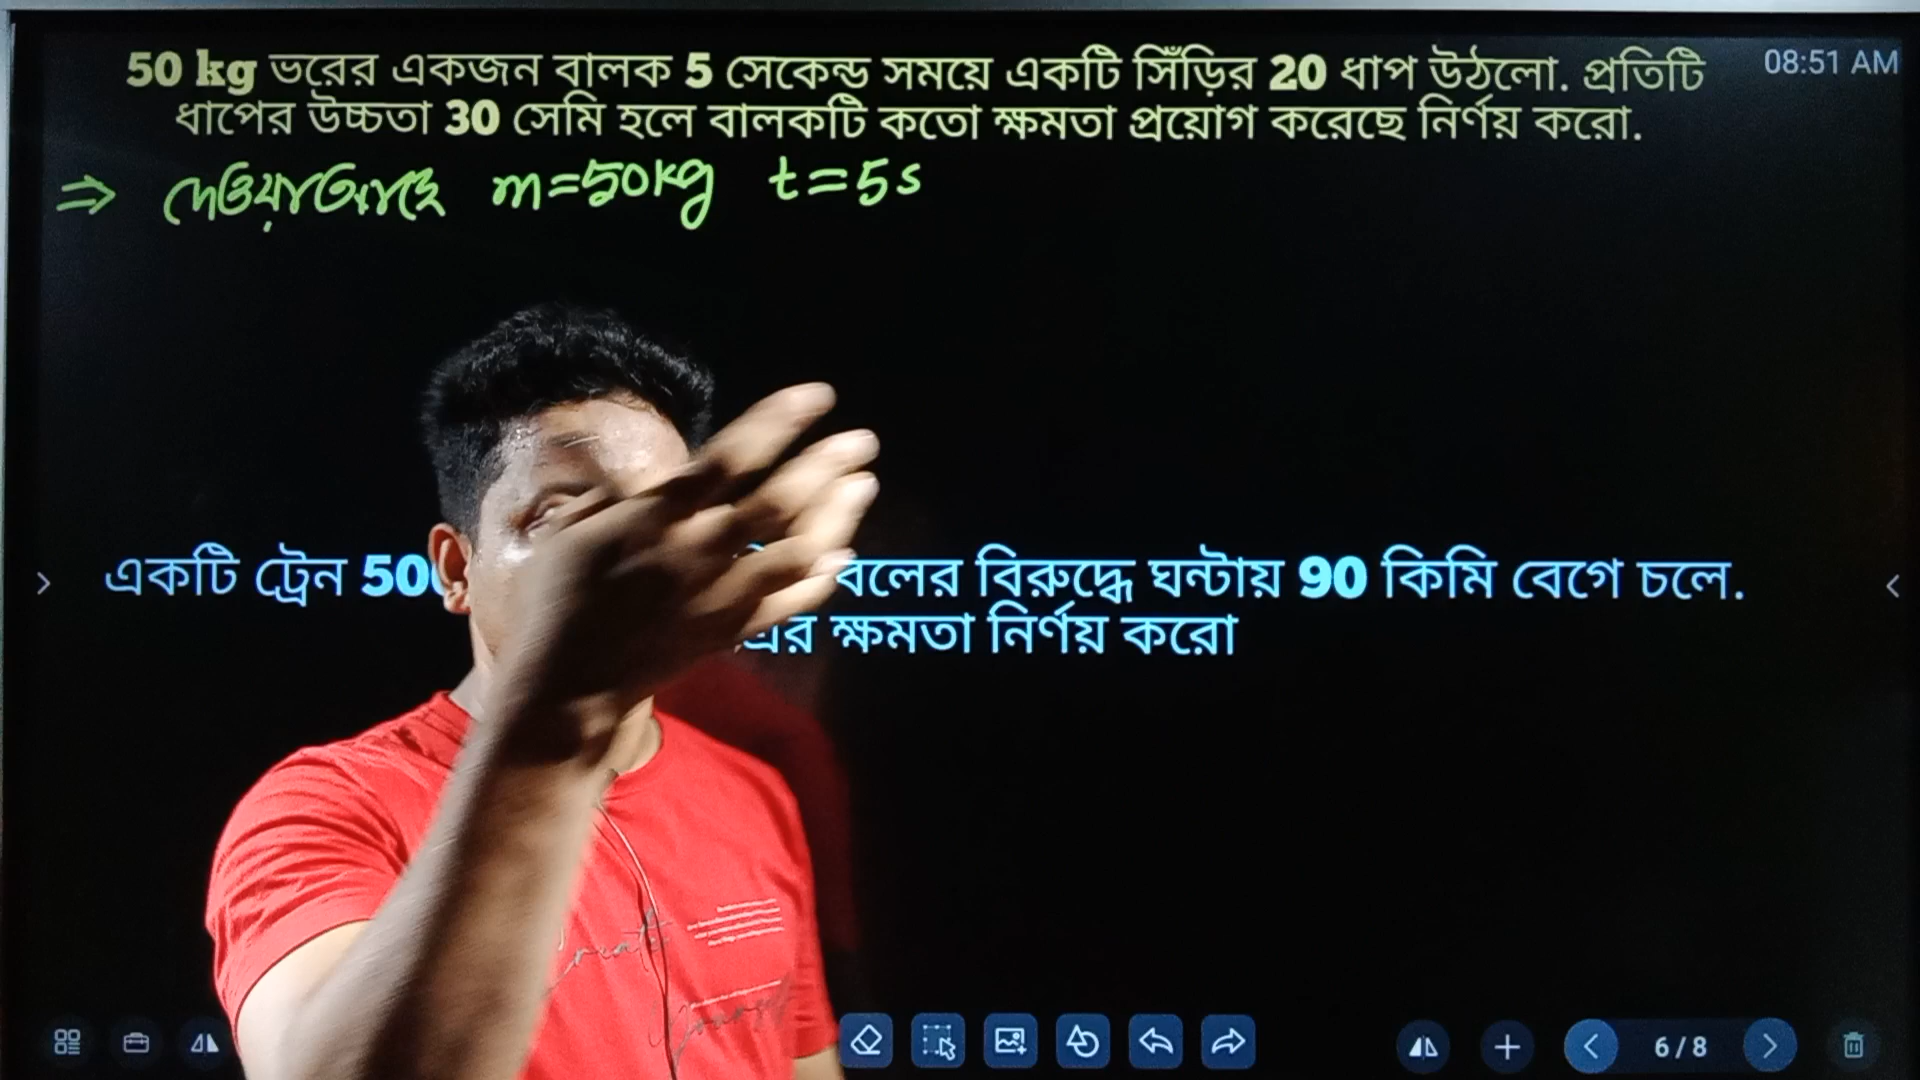 08:51 AM
50 kg ভরের একজন বালক 5 সেকেন্ড সময়ে একটি সিঁড়ির 20 ধাপ উঠলো. প্রতিটি
ধাপের উচ্চতা 30 সেমি হলে বালকটি কতো ক্ষমতা প্রয়োগ করেছে নির্ণয় করো.
⇒ দেওয়া আছে m=50kg t=5s
একটি ট্রেন বলের বিরুদ্ধে ঘন্টায় 90 কিমি বেগে চলে.
এর ক্ষমতা নির্ণয় করো
6/8